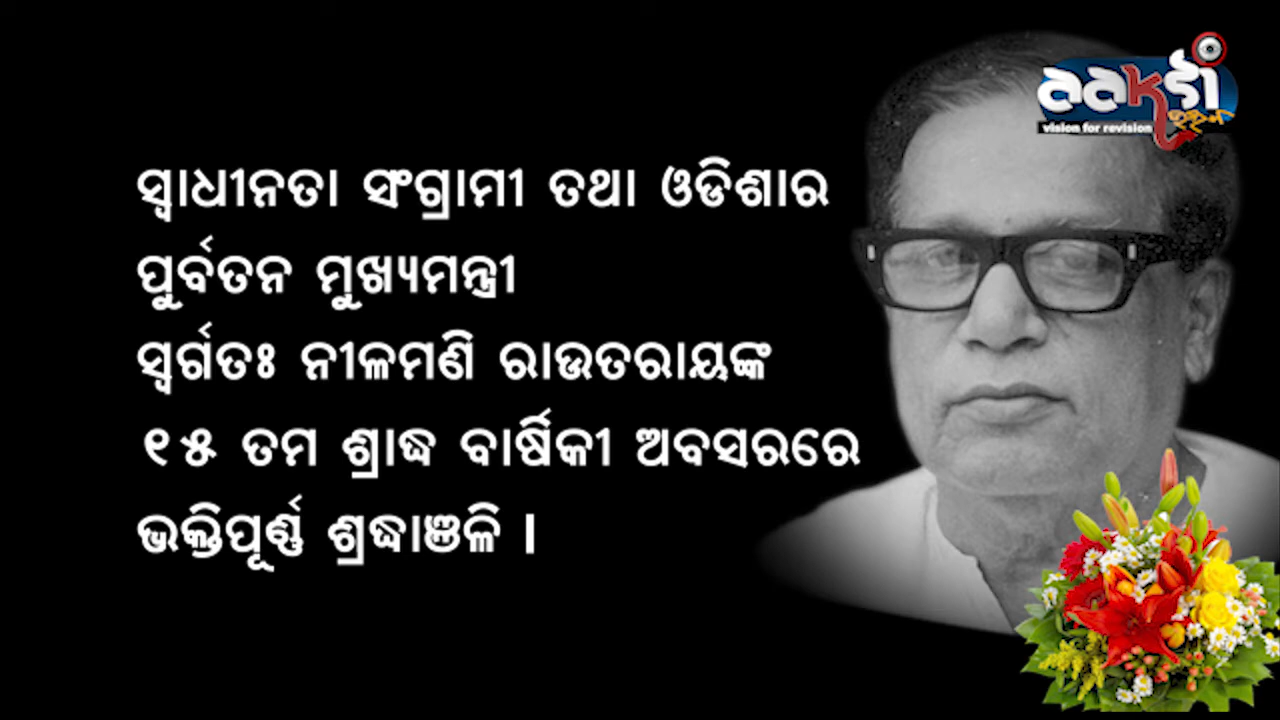 ସ୍ୱାଧୀନତା ସଂଗ୍ରାମୀ ତଥା ଓଡିଶାର
ପୁର୍ବତନ ମୁଖ୍ୟମନ୍ତ୍ରୀ
ସ୍ୱର୍ଗତଃ ନୀଳମଣି ରାଉତରାୟଙ୍କ
୧୫ ତମ ଶ୍ରାଦ୍ଧ ବାର୍ଷିକୀ ଅବସରରେ
ଭକ୍ତିପୂର୍ଣ୍ଣ ଶ୍ରଦ୍ଧାଞ୍ଜଳି ।
vision for revision